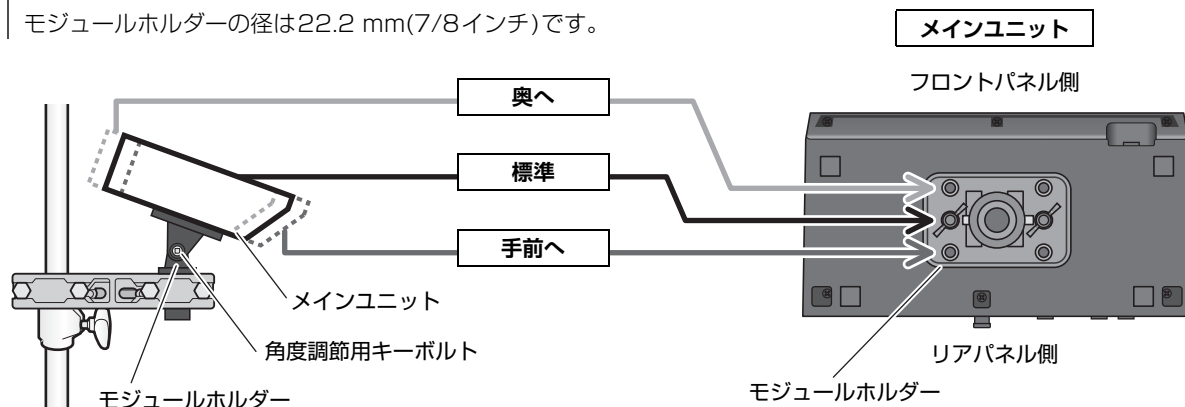 モジュールホルダーの径は22.2 mm(7/8インチ)です。
メインユニット
フロントパネル側
奥へ
標準
手前へ
メインユニット
角度調節用キーボルト
モジュールホルダー
リアパネル側
モジュールホルダー